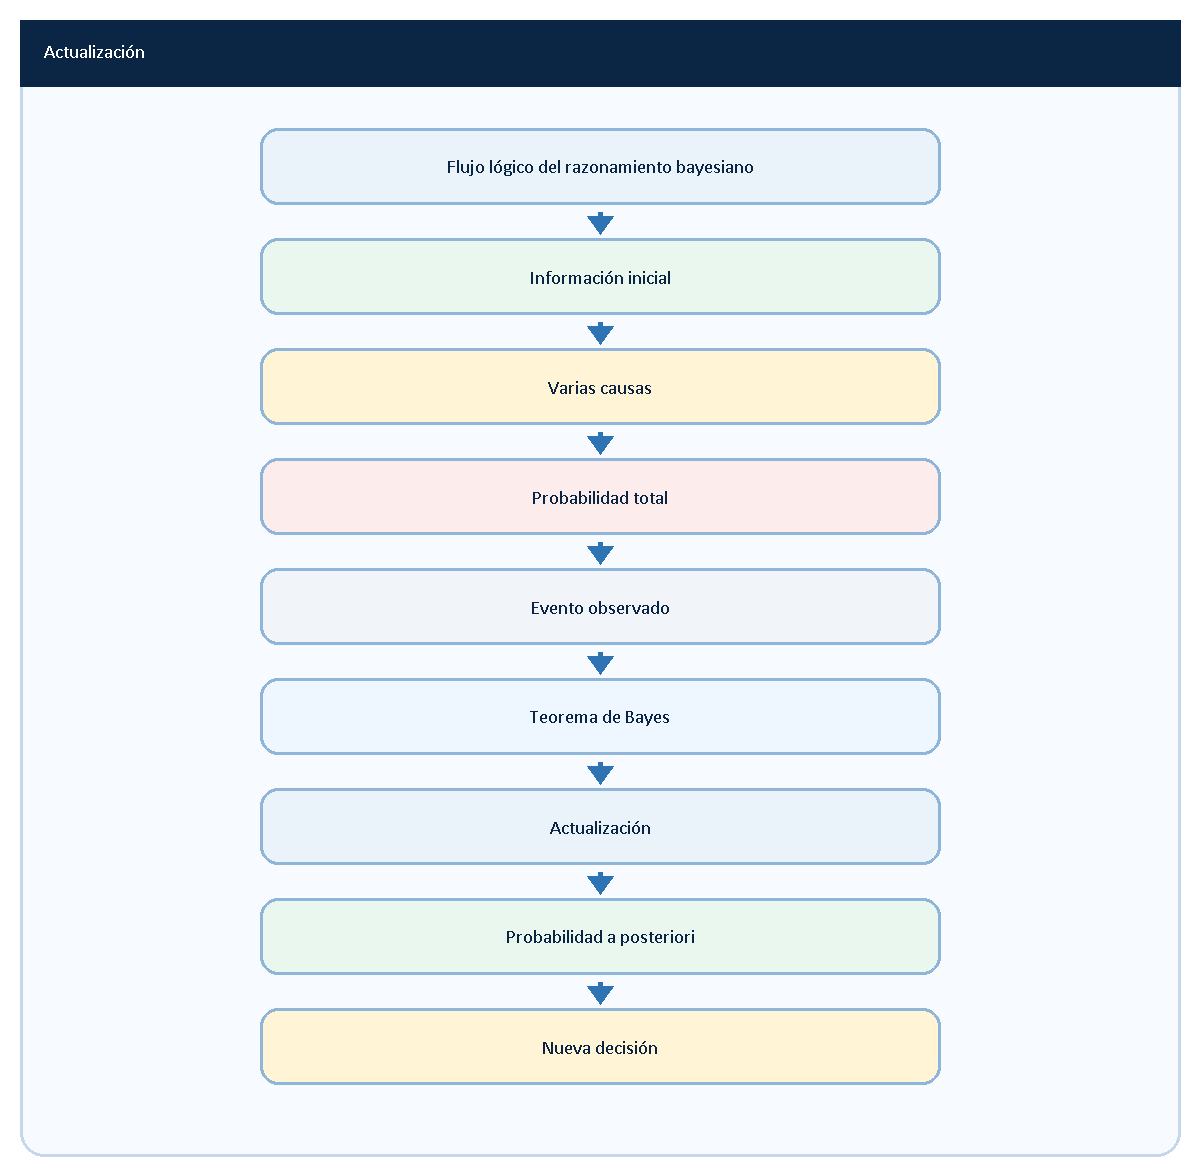 Actualización
Flujo lógico del razonamiento bayesiano
Información inicial
Varias causas
Probabilidad total
Evento observado
Teorema de Bayes
Actualización
Probabilidad a posteriori
Nueva decisión